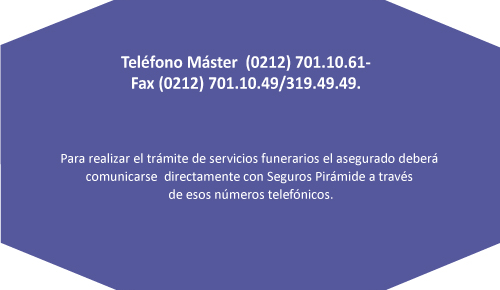 Teléfono Máster  (0212) 701.10.61-
Fax (0212) 701.10.49/319.49.49.
Para realizar el trámite de servicios funerarios el asegurado deberá
comunicarse  directamente con Seguros Pirámide a través
de esos números telefónicos.